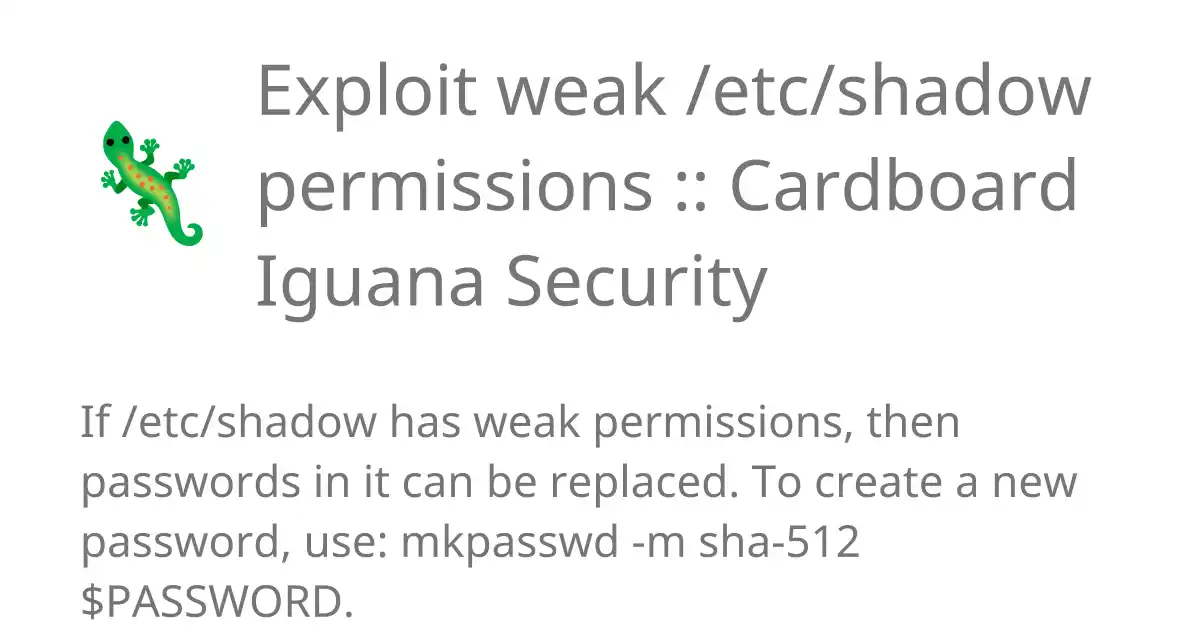 Exploit weak /etc/shadow
permissions :: Cardboard
Iguana Security
If /etc/shadow has weak permissions, then
passwords in it can be replaced. To create a new
password, use: mkpasswd -m sha-512
$PASSWORD.